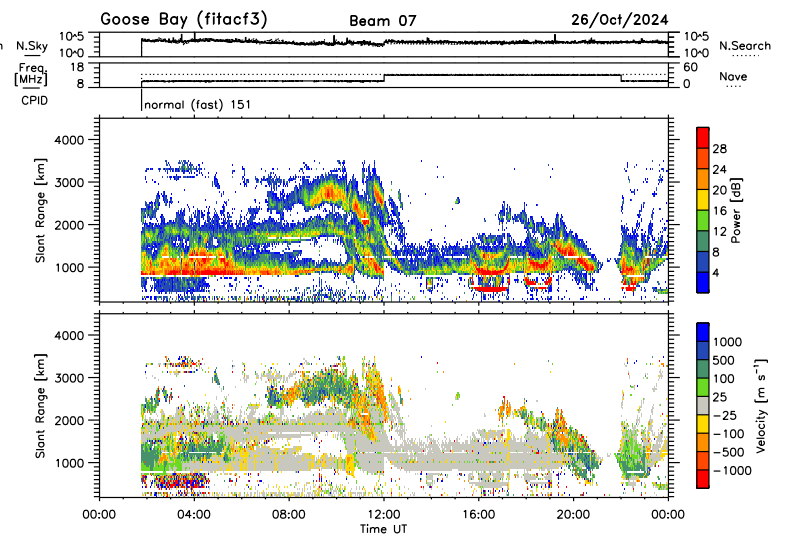 Goose Bay (fitacf3) Beam 07 26/Oct/2024
N.Sky 10^5 10^0 10^5 10^0 N.Search
Freq. [MHz] 18 8 60 0 Nave
CPID normal (fast) 151
Slant Range [km] 4000 3000 2000 1000
Power [dB] 28 24 20 16 12 8 4
Slant Range [km] 4000 3000 2000 1000
Velocity [m s⁻¹] 1000 500 100 25 -25 -100 -500 -1000
00:00 04:00 08:00 12:00 16:00 20:00 00:00
Time UT